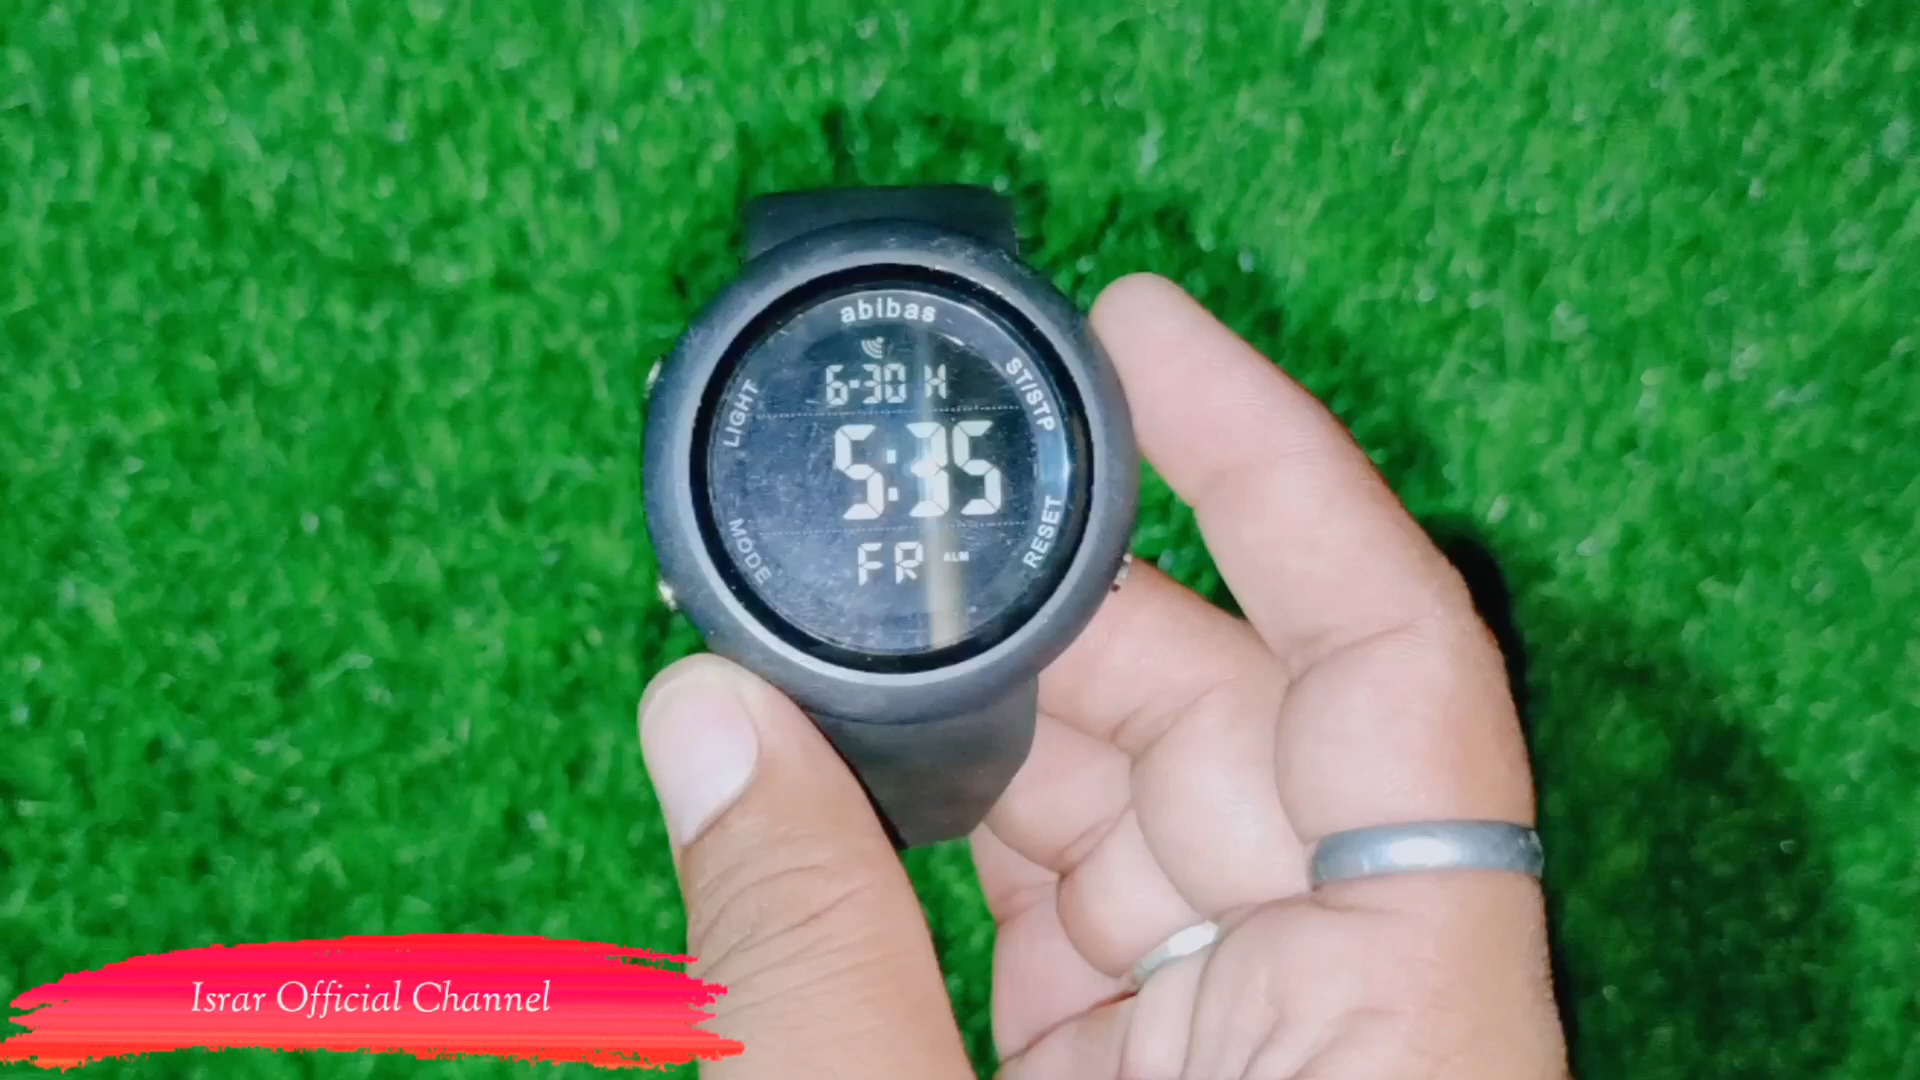 abibas
6-30 H
LIGHT
ST/STP
5:35
MODE
RESET
FR ALM
Israr Official Channel